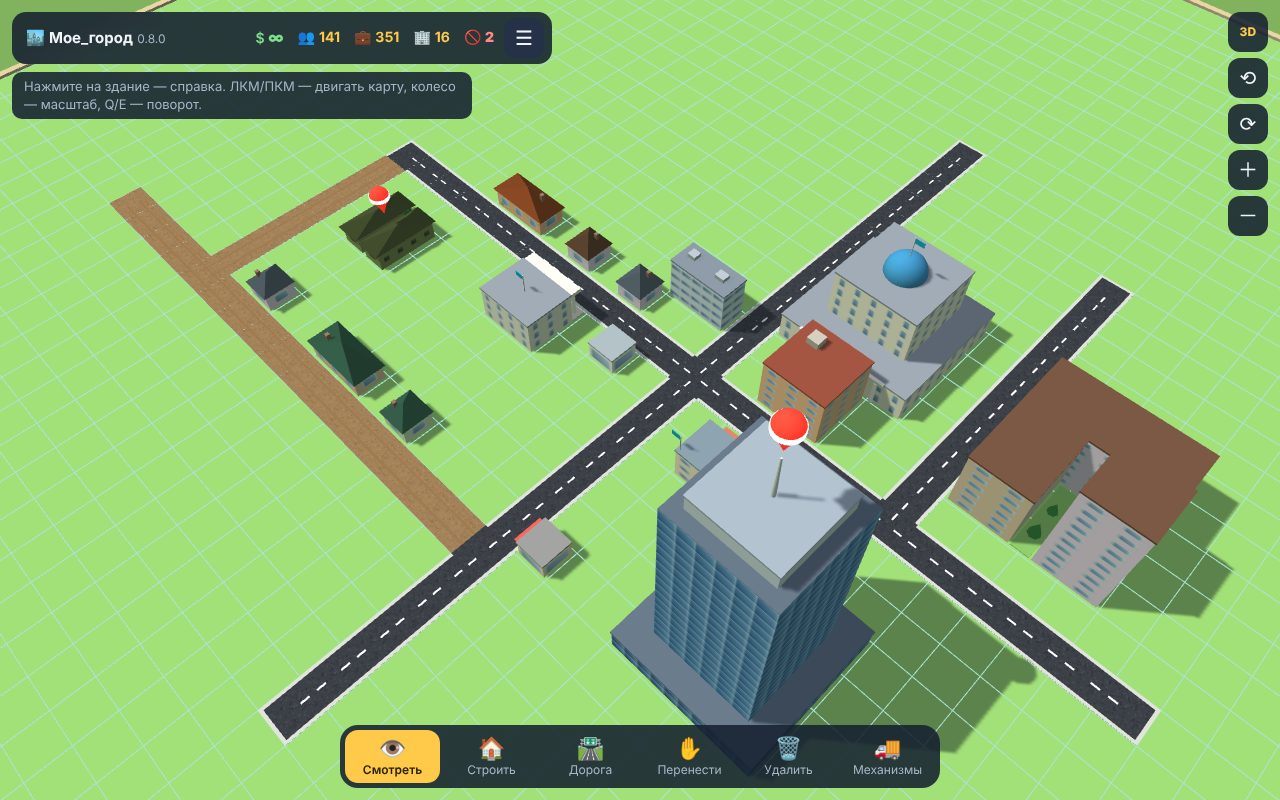 Мое_город 0.8.0
$ ∞ 141 351 16 2
3D
Нажмите на здание — справка. ЛКМ/ПКМ — двигать карту, колесо
— масштаб, Q/E — поворот.
Смотреть Строить Дорога Перенести Удалить Механизмы